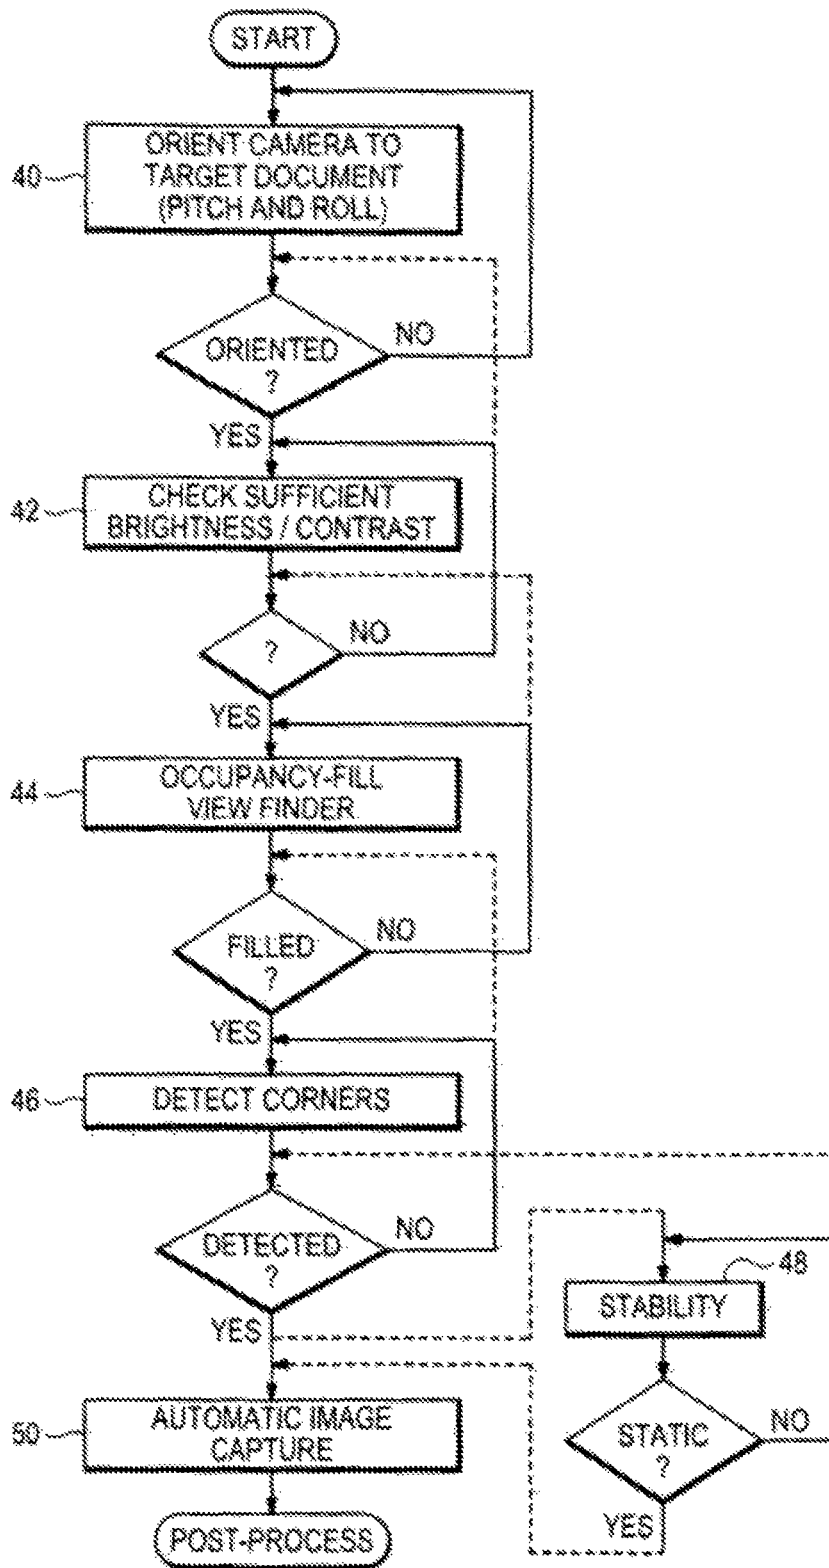 START
ORIENT CAMERA TO
40
TARGET DOCUMENT
(PITCH AND ROLL)
NO
ORIENTED
?
YES
CHECK SUFFICIENT
42
BRIGHTNESS / CONTRAST
NO
?
YES
OCCUPANCY-FILL
44
VIEW FINDER
NO
FILLED
?
YES
46
DETECT CORNERS
NO
DETECTED
?
48
STABILITY
YES
AUTOMATIC IMAGE
50
CAPTURE
NO
STATIC
?
YES
POST-PROCESS